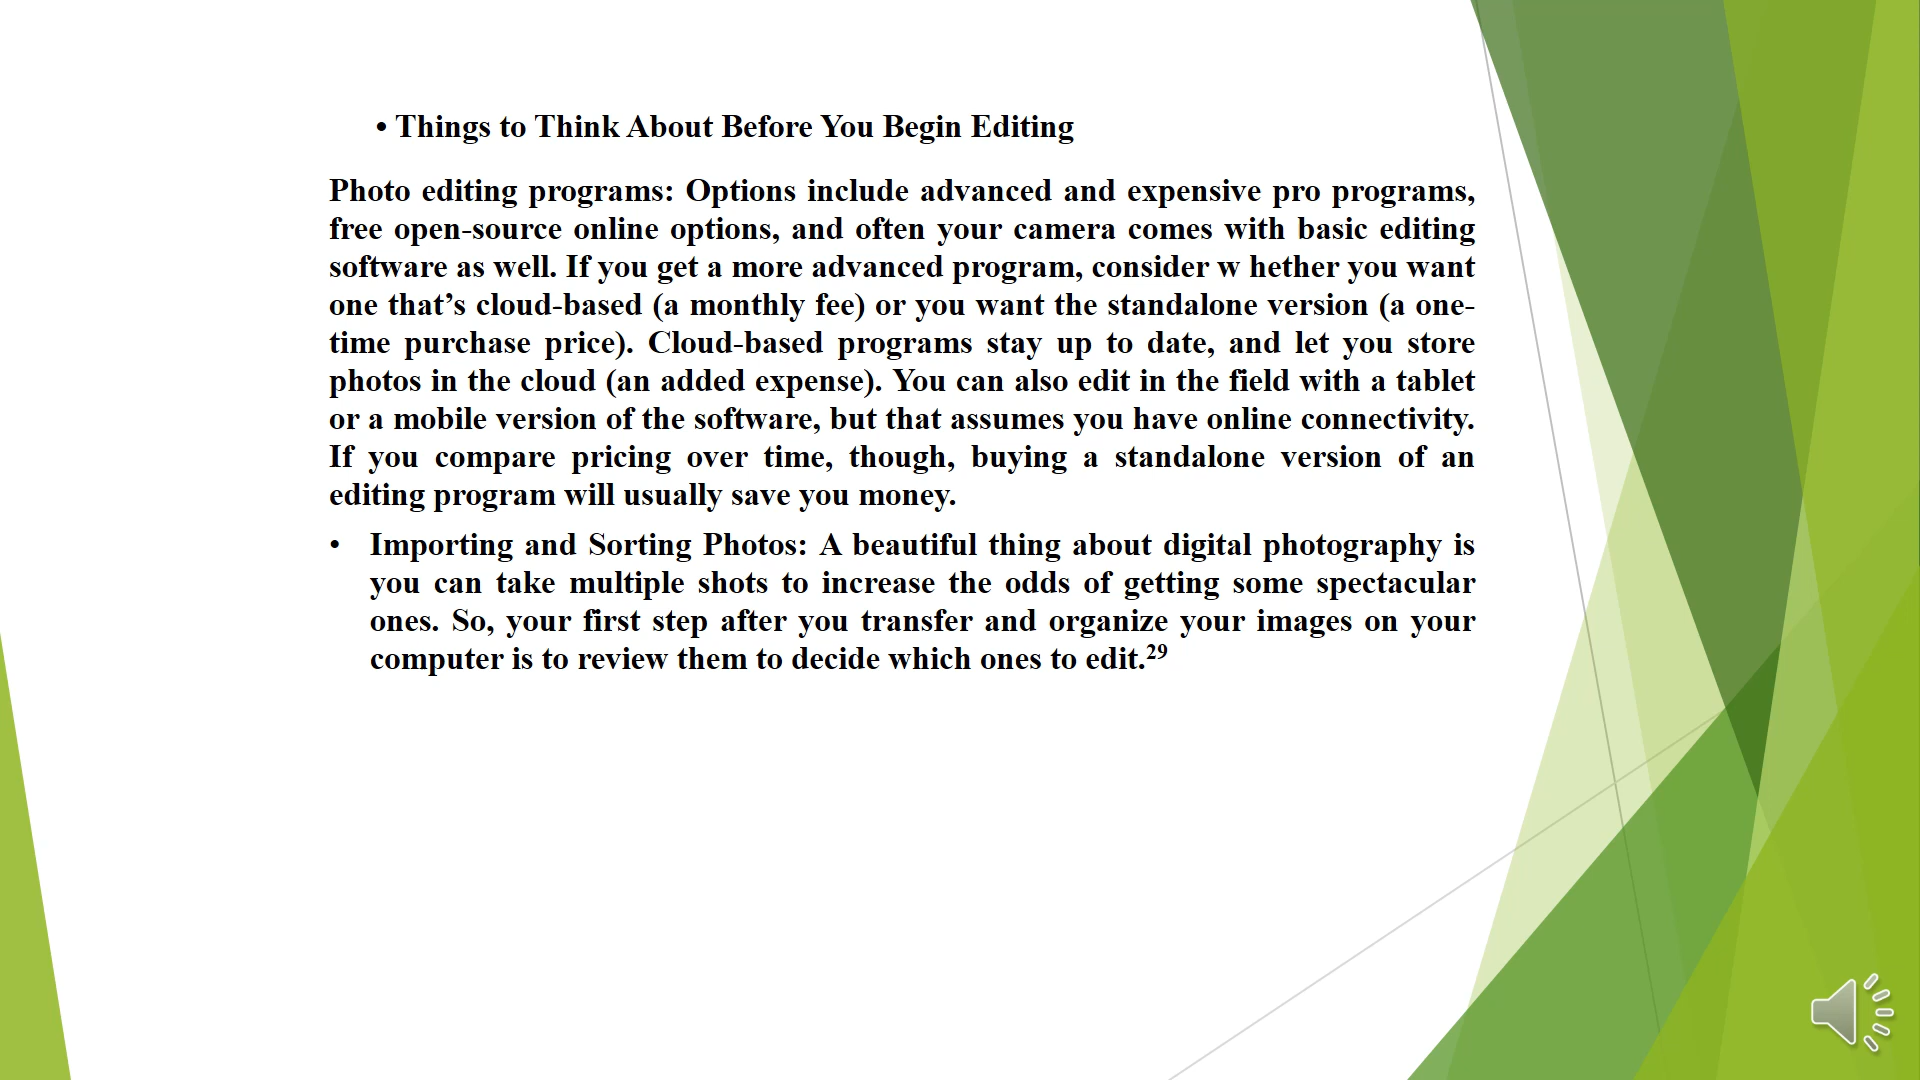 • Things to Think About Before You Begin Editing
Photo editing programs: Options include advanced and expensive pro programs,
free open-source online options, and often your camera comes with basic editing
software as well. If you get a more advanced program, consider w hether you want
one that’s cloud-based (a monthly fee) or you want the standalone version (a one-
time purchase price). Cloud-based programs stay up to date, and let you store
photos in the cloud (an added expense). You can also edit in the field with a tablet
or a mobile version of the software, but that assumes you have online connectivity.
If you compare pricing over time, though, buying a standalone version of an
editing program will usually save you money.
• Importing and Sorting Photos: A beautiful thing about digital photography is
you can take multiple shots to increase the odds of getting some spectacular
ones. So, your first step after you transfer and organize your images on your
computer is to review them to decide which ones to edit.²⁹